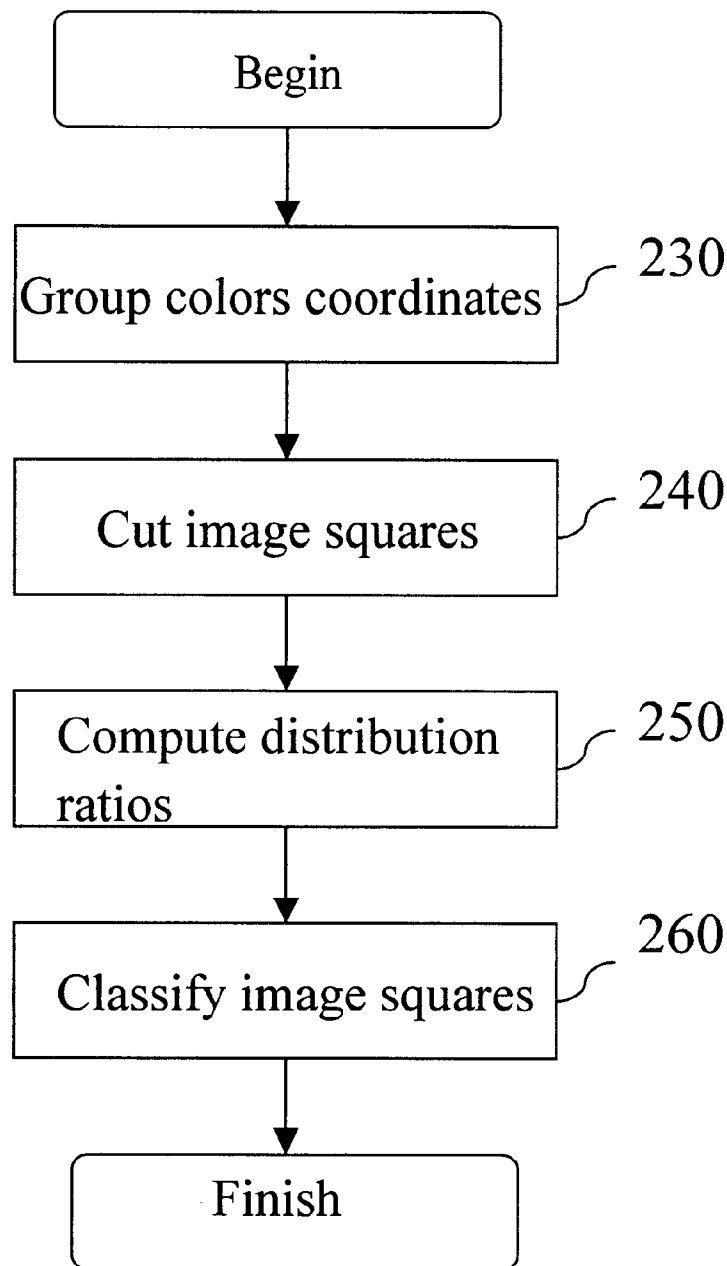 Begin
230
Group colors coordinates
240
Cut image squares
250
Compute distribution
ratios
260
Classify image squares
Finish